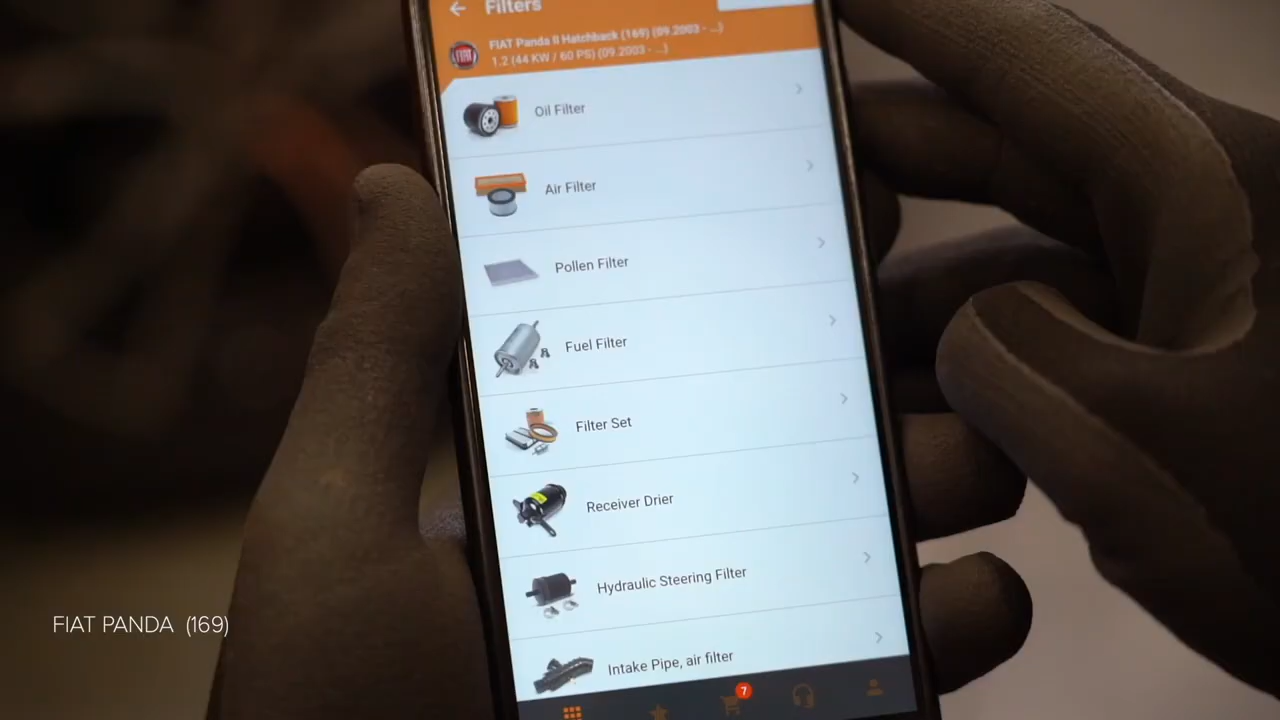 Filters
FIAT Panda II Hatchback (169) (09.2003 - ...)
1.2 (44 KW / 60 PS) (09.2003 - ...)
FIAT
Oil Filter
Air Filter
Pollen Filter
Fuel Filter
Filter Set
Receiver Drier
Hydraulic Steering Filter
Intake Pipe, air filter
7
FIAT PANDA (169)